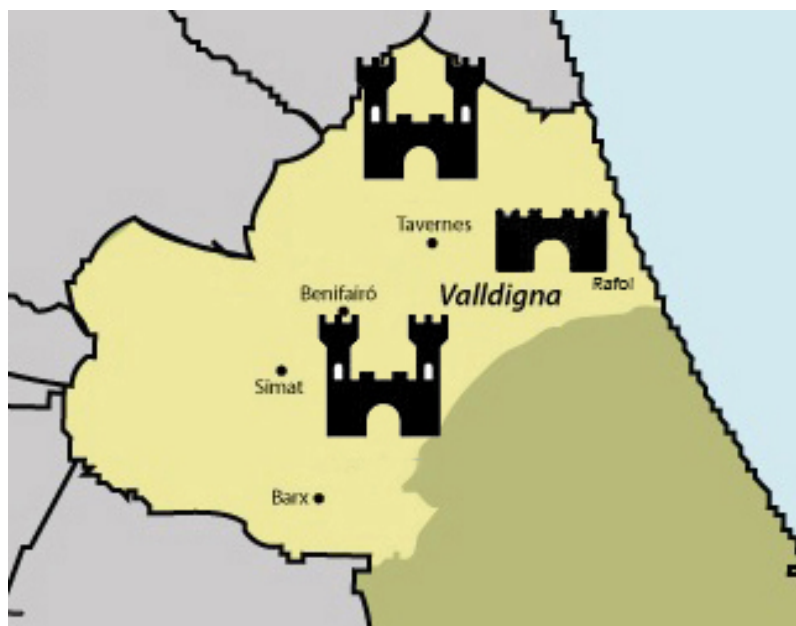 Tavernes
Rafol
Benifairó
Valldigna
Simat
Barx